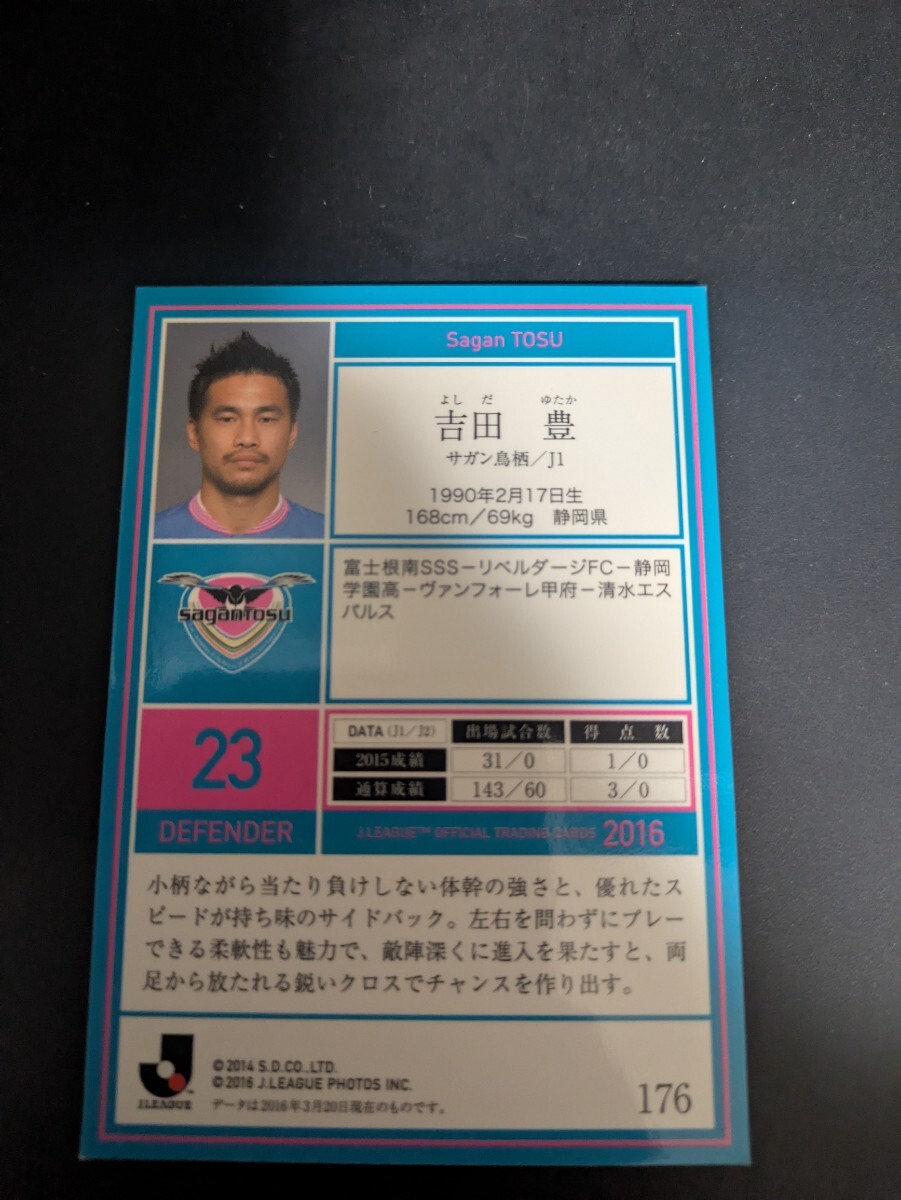 Sagan TOSU
よし だ ゆたか
吉田 豊
サガン鳥栖／J1
1990年2月17日生
168cm／69kg 静岡県
saganTosu
富士根南SSS－リベルダージFC－静岡
学園高－ヴァンフォーレ甲府－清水エス
パルス
23
DEFENDER
DATA（J1／J2） 出場試合数 得点数
2015成績 31／0 1／0
通算成績 143／60 3／0
J.LEAGUE™ OFFICIAL TRADING CARDS 2016
小柄ながら当たり負けしない体幹の強さと、優れたス
ピードが持ち味のサイドバック。左右を問わずにプレー
できる柔軟性も魅力で、敵陣深くに進入を果たすと、両
足から放たれる鋭いクロスでチャンスを作り出す。
J.LEAGUE™
©2014 S.D.CO.,LTD.
©2016 J.LEAGUE PHOTOS INC.
データは2016年3月20日現在のものです。
176